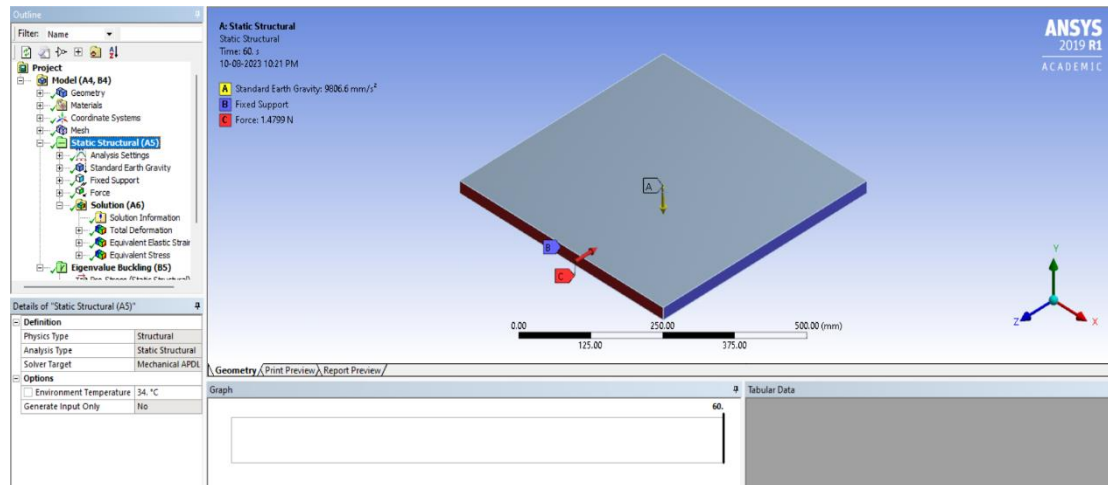 Outline
Filter: Name
Project
Model (A4, B4)
Geometry
Materials
Coordinate Systems
Mesh
Static Structural (A5)
Analysis Settings
Standard Earth Gravity
Fixed Support
Force
Solution (A6)
Solution Information
Total Deformation
Equivalent Elastic Strain
Equivalent Stress
Eigenvalue Buckling (B5)
Details of "Static Structural (A5)"
Definition
Physics Type Structural
Analysis Type Static Structural
Solver Target Mechanical APDL
Options
Environment Temperature 34. °C
Generate Input Only No
A: Static Structural
Static Structural
Time: 60. s
10-08-2023 10:21 PM
A Standard Earth Gravity: 9806.6 mm/s²
B Fixed Support
C Force: 1.4799 N
ANSYS
2019 R1
ACADEMIC
A
B
C
0.00 250.00 500.00 (mm)
125.00 375.00
Y
Z X
Geometry Print Preview Report Preview
Graph
60.
Tabular Data